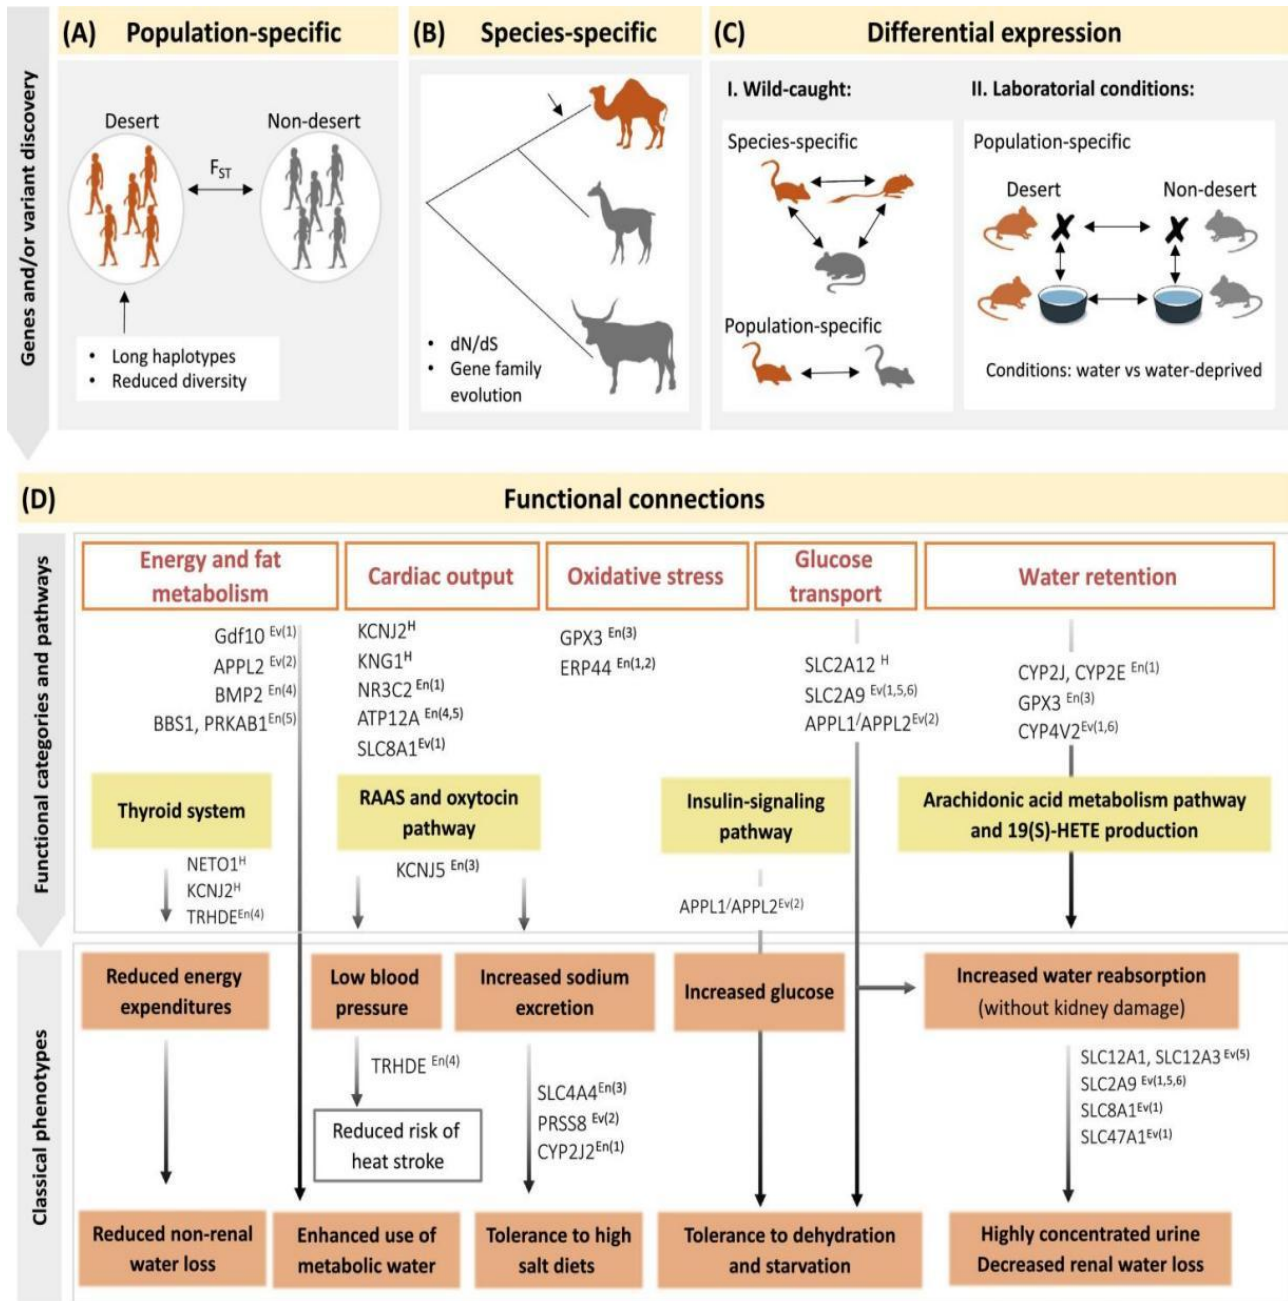 (A) Population-specific
Desert
Non-desert
FST
• Long haplotypes
• Reduced diversity
(B) Species-specific
• dN/dS
• Gene family
evolution
(C) Differential expression
I. Wild-caught:
Species-specific
Population-specific
II. Laboratorial conditions:
Population-specific
Desert
Non-desert
Conditions: water vs water-deprived
Genes and/or variant discovery
(D) Functional connections
Functional categories and pathways
Energy and fat
metabolism
Cardiac output
Oxidative stress
Glucose
transport
Water retention
Gdf10 Ev(1)
APPL2 Ev(2)
BMP2 En(4)
BBS1, PRKAB1En(5)
KCNJ2H
KNG1H
NR3C2 En(1)
ATP12A En(4,5)
SLC8A1Ev(1)
GPX3 En(3)
ERP44 En(1,2)
SLC2A12 H
SLC2A9 Ev(1,5,6)
APPL1/APPL2Ev(2)
CYP2J, CYP2E En(1)
GPX3 En(3)
CYP4V2Ev(1,6)
Thyroid system
RAAS and oxytocin
pathway
Insulin-signaling
pathway
Arachidonic acid metabolism pathway
and 19(S)-HETE production
NETO1H
KCNJ2H
TRHDEEn(4)
KCNJ5 En(3)
APPL1/APPL2Ev(2)
Classical phenotypes
Reduced energy
expenditures
Low blood
pressure
Increased sodium
excretion
Increased glucose
Increased water reabsorption
(without kidney damage)
TRHDE En(4)
Reduced risk of
heat stroke
SLC4A4En(3)
PRSS8 Ev(2)
CYP2J2En(1)
SLC12A1, SLC12A3 Ev(5)
SLC2A9 Ev(1,5,6)
SLC8A1Ev(1)
SLC47A1Ev(1)
Reduced non-renal
water loss
Enhanced use of
metabolic water
Tolerance to high
salt diets
Tolerance to dehydration
and starvation
Highly concentrated urine
Decreased renal water loss